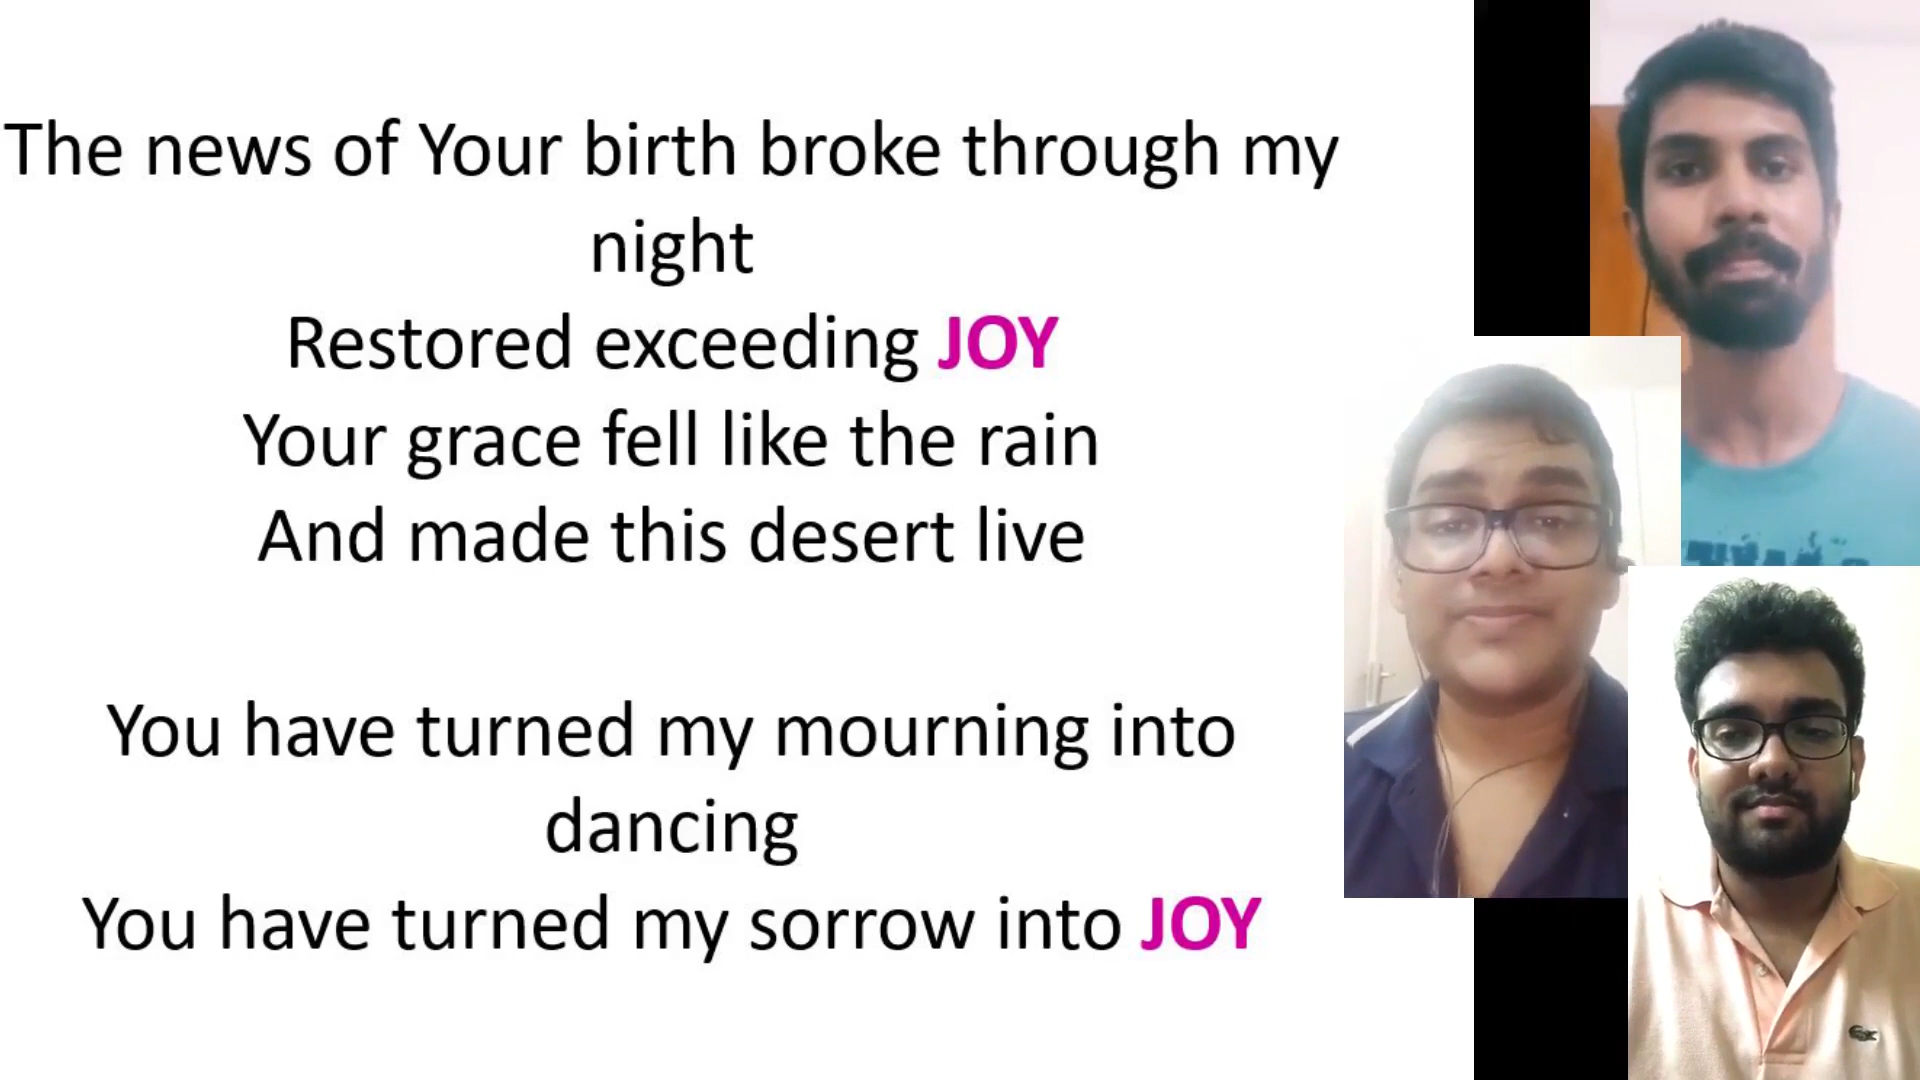 The news of Your birth broke through my
night
Restored exceeding JOY
Your grace fell like the rain
And made this desert live
You have turned my mourning into
dancing
You have turned my sorrow into JOY